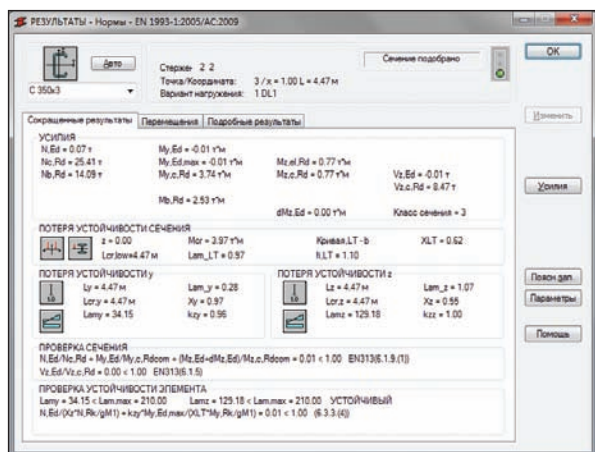 РЕЗУЛЬТАТЫ - Нормы - EN 1993-1:2005/AC:2009
Авто
C 350x3
Стержень 2 2
Точка/Координата: 3 / x = 1.00 L = 4.47 м
Вариант нагружения: 1 DL1
Сечение подобрано
OK
Сокращенные результаты Перемещения Подробные результаты
Изменить
УСИЛИЯ
N,Ed = 0.07 т My,Ed = -0.01 т*м
Nc,Rd = 25.41 т My,Ed,max = -0.01 т*м Mz,el,Rd = 0.77 т*м
Nb,Rd = 14.09 т My,c,Rd = 3.74 т*м Mz,c,Rd = 0.77 т*м Vz,Ed = -0.01 т
Vz,c,Rd = 8.47 т
Mb,Rd = 2.53 т*м
dMz,Ed = 0.00 т*м Класс сечения = 3
Усилия
ПОТЕРЯ УСТОЙЧИВОСТИ СЕЧЕНИЯ
z = 0.00 Mcr = 3.97 т*м Кривая,LT - b XLT = 0.62
Lcr,low=4.47 м Lam_LT = 0.97 fi,LT = 1.10
ПОТЕРЯ УСТОЙЧИВОСТИ y ПОТЕРЯ УСТОЙЧИВОСТИ z
Ly = 4.47 м Lam_y = 0.28 Lz = 4.47 м Lam_z = 1.07
Lcr,y = 4.47 м Xy = 0.97 Lcr,z = 4.47 м Xz = 0.55
Lamy = 34.15 kzy = 0.96 Lamz = 129.18 kzz = 1.00
Поясн.зап.
Параметры
Помощь
ПРОВЕРКА СЕЧЕНИЯ
N,Ed/Nc,Rd + My,Ed/My,c,Rdcom + (Mz,Ed+dMz,Ed)/Mz,c,Rdcom = 0.01 < 1.00 EN313(6.1.9.(1))
Vz,Ed/Vz,c,Rd = 0.00 < 1.00 EN313(6.1.5)
ПРОВЕРКА УСТОЙЧИВОСТИ ЭЛЕМЕНТА
Lamy = 34.15 < Lam,max = 210.00 Lamz = 129.18 < Lam,max = 210.00 УСТОЙЧИВЫЙ
N,Ed/(Xz*N,Rk/gM1) + kzy*My,Ed,max/(XLT*My,Rk/gM1) = 0.01 < 1.00 (6.3.3.(4))